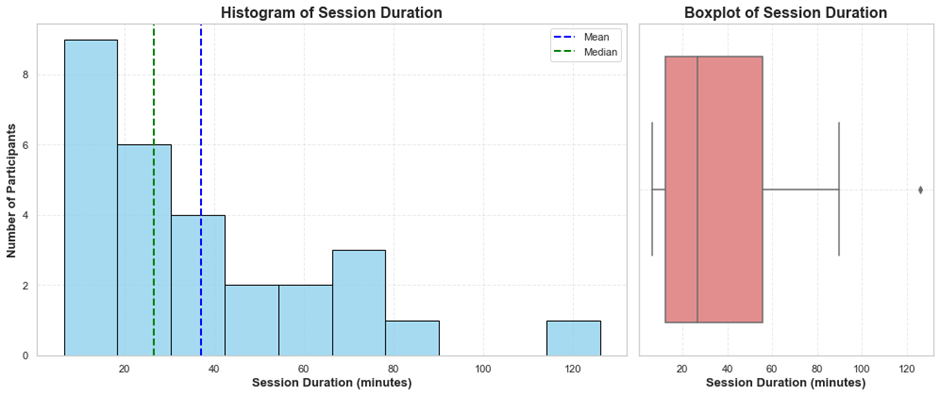 Histogram of Session Duration
Mean
Median
8
6
4
2
0
Number of Participants
20 40 60 80 100 120
Session Duration (minutes)
Boxplot of Session Duration
20 40 60 80 100 120
Session Duration (minutes)